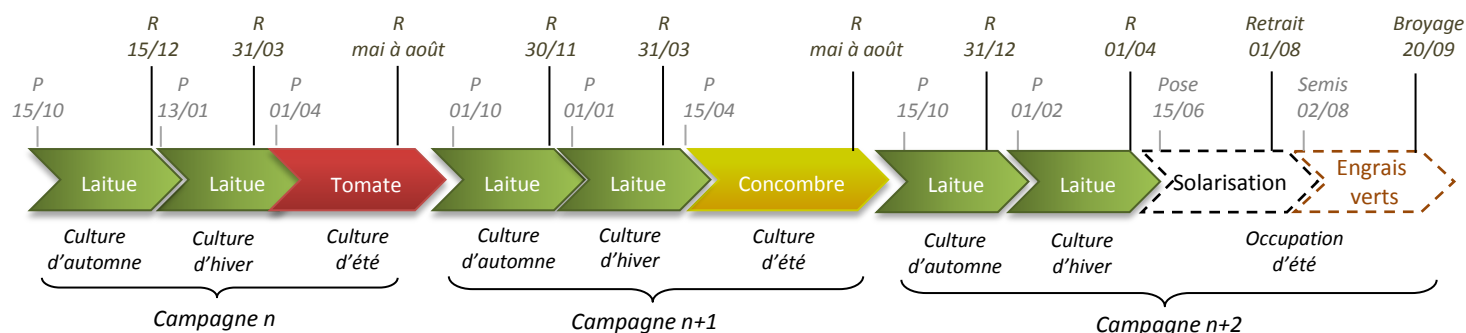 R
15/12
R
31/03
R
mai à août
R
30/11
R
31/03
R
mai à août
R
31/12
R
01/04
Retrait
01/08
Broyage
20/09
P
15/10
P
13/01
P
01/04
P
01/10
P
01/01
P
15/04
P
15/10
P
01/02
Pose
15/06
Semis
02/08
Laitue
Laitue
Tomate
Laitue
Laitue
Concombre
Laitue
Laitue
Solarisation
Engrais
verts
Culture
d'automne
Culture
d'hiver
Culture
d'été
Culture
d'automne
Culture
d'hiver
Culture
d'été
Culture
d'automne
Culture
d'hiver
Occupation
d'été
Campagne n
Campagne n+1
Campagne n+2